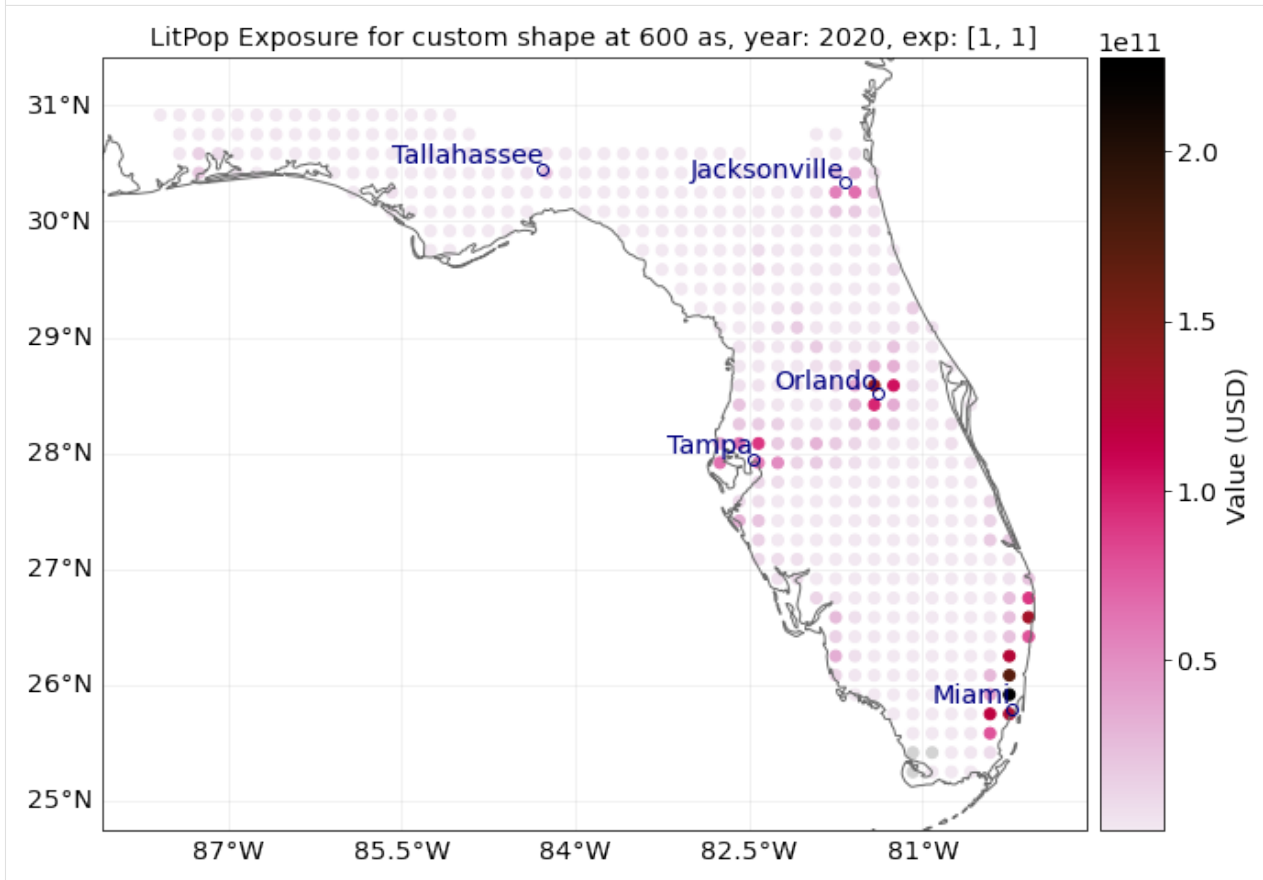 LitPop Exposure for custom shape at 600 as, year: 2020, exp: [1, 1]
1e11
31°N
Tallahassee
Jacksonville
2.0
30°N
29°N
1.5
Orlando
Value (USD)
28°N
Tampa
1.0
27°N
26°N
0.5
Miami
25°N
87°W 85.5°W 84°W 82.5°W 81°W